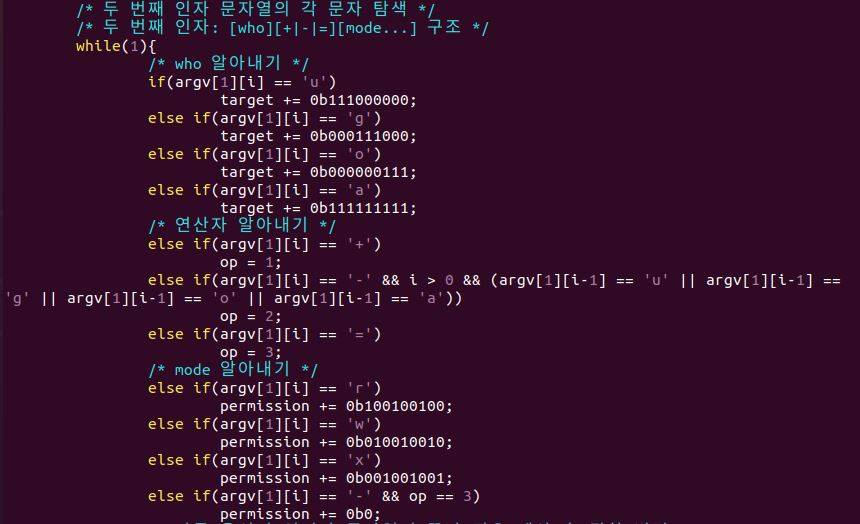 /* 두 번째 인자 문자열의 각 문자 탐색 */
/* 두 번째 인자: [who][+|-|=][mode...] 구조 */
while(1){
/* who 알아내기 */
if(argv[1][i] == 'u')
target += 0b111000000;
else if(argv[1][i] == 'g')
target += 0b000111000;
else if(argv[1][i] == 'o')
target += 0b000000111;
else if(argv[1][i] == 'a')
target += 0b111111111;
/* 연산자 알아내기 */
else if(argv[1][i] == '+')
op = 1;
else if(argv[1][i] == '-' && i > 0 && (argv[1][i-1] == 'u' || argv[1][i-1] ==
'g' || argv[1][i-1] == 'o' || argv[1][i-1] == 'a'))
op = 2;
else if(argv[1][i] == '=')
op = 3;
/* mode 알아내기 */
else if(argv[1][i] == 'r')
permission += 0b100100100;
else if(argv[1][i] == 'w')
permission += 0b010010010;
else if(argv[1][i] == 'x')
permission += 0b001001001;
else if(argv[1][i] == '-' && op == 3)
permission += 0b0;